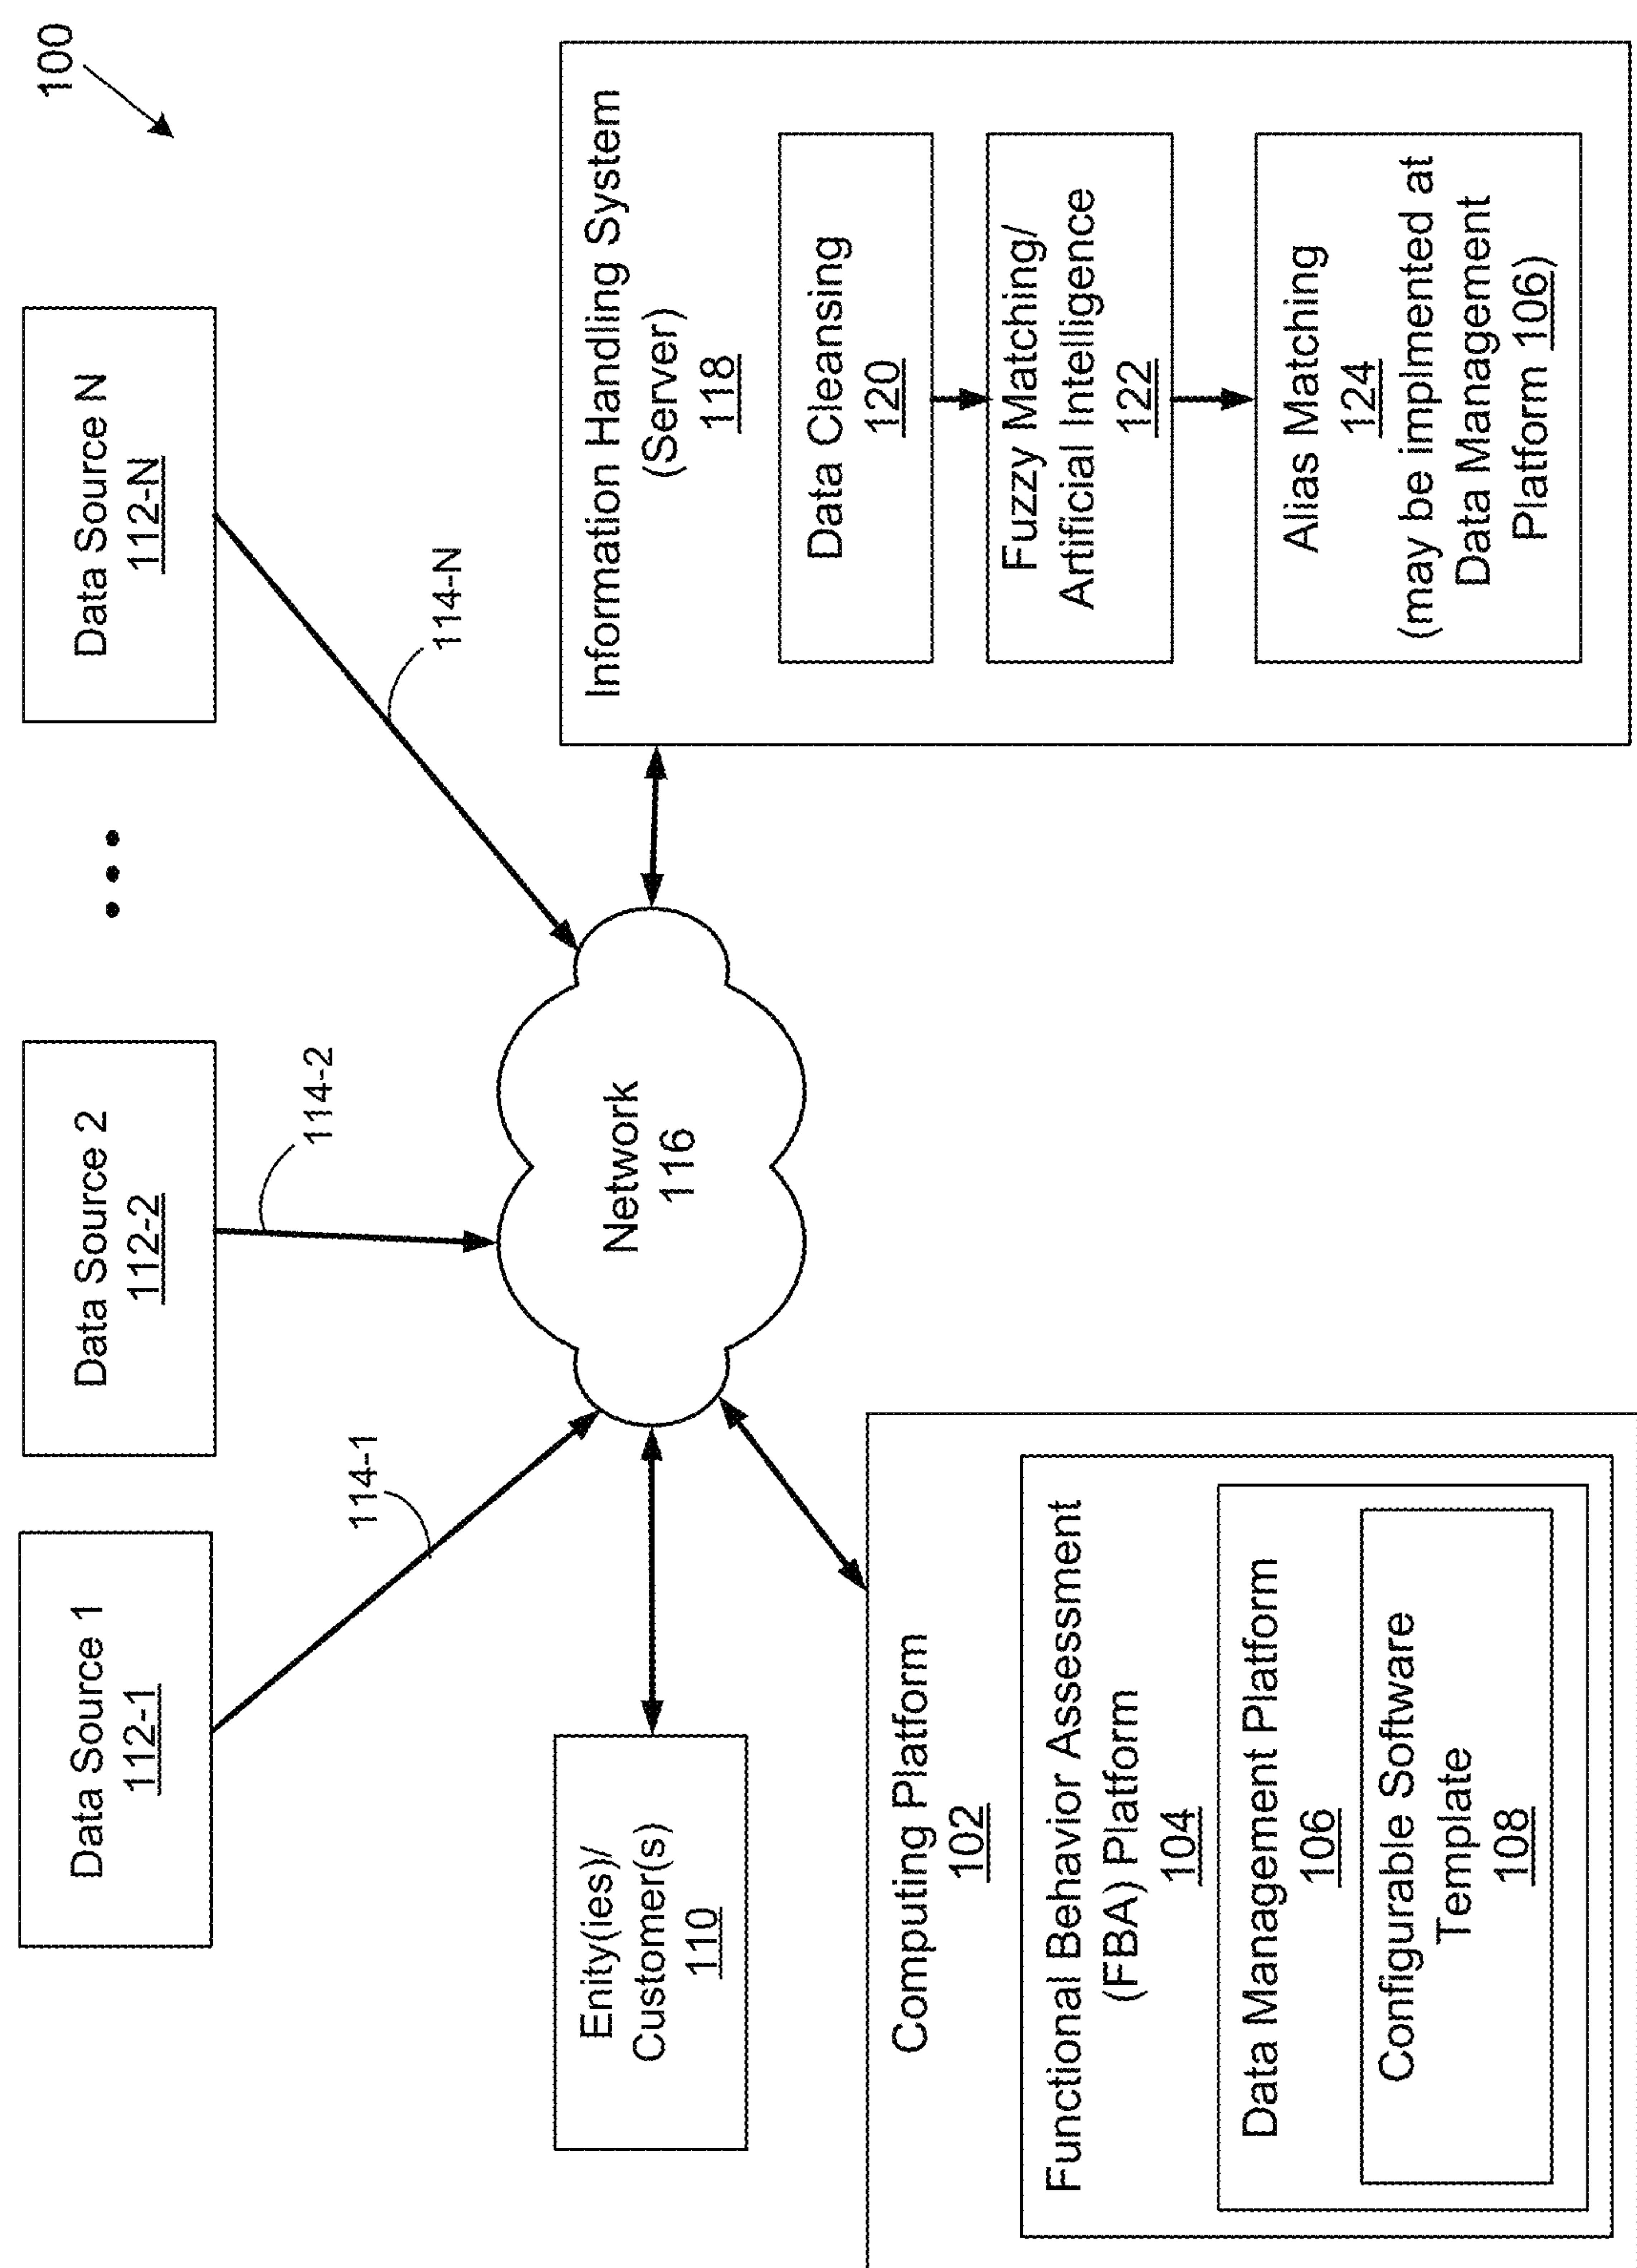 100
Data Source 1
112-1
Data Source 2
112-2
Data Source N
112-N
114-1
114-2
114-N
Enity(ies)/
Customer(s)
110
Network
116
Information Handling System
(Server)
118
Data Cleansing
120
Fuzzy Matching/
Artificial Intelligence
122
Alias Matching
124
(may be implmented at
Data Management
Platform 106)
Computing Platform
102
Functional Behavior Assessment
(FBA) Platform
104
Data Management Platform
106
Configurable Software
Template
108